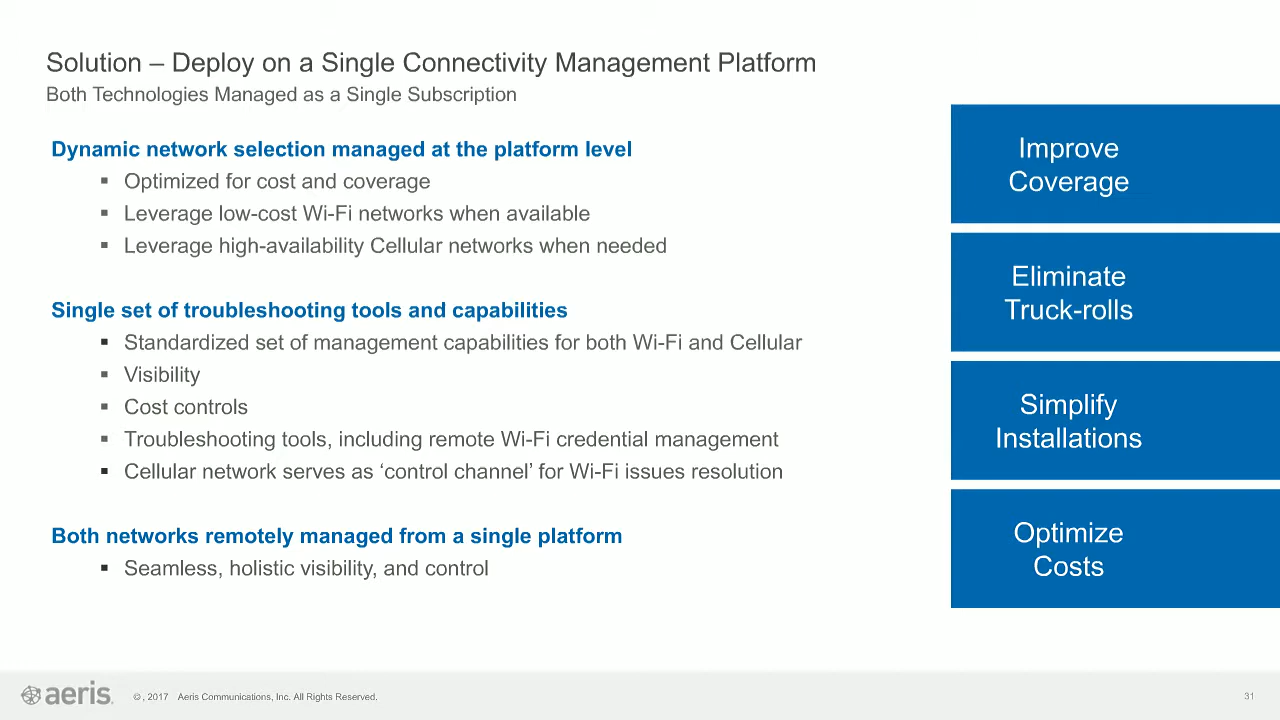 Solution – Deploy on a Single Connectivity Management Platform
Both Technologies Managed as a Single Subscription
Dynamic network selection managed at the platform level
▪ Optimized for cost and coverage
▪ Leverage low-cost Wi-Fi networks when available
▪ Leverage high-availability Cellular networks when needed
Single set of troubleshooting tools and capabilities
▪ Standardized set of management capabilities for both Wi-Fi and Cellular
▪ Visibility
▪ Cost controls
▪ Troubleshooting tools, including remote Wi-Fi credential management
▪ Cellular network serves as ‘control channel’ for Wi-Fi issues resolution
Both networks remotely managed from a single platform
▪ Seamless, holistic visibility, and control
Improve
Coverage
Eliminate
Truck-rolls
Simplify
Installations
Optimize
Costs
aeris
© , 2017 Aeris Communications, Inc. All Rights Reserved.
31